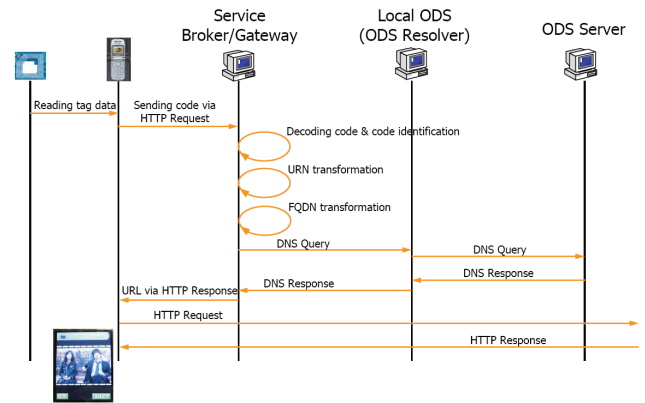 Service
Broker/Gateway
Local ODS
(ODS Resolver)
ODS Server
Reading tag data
Sending code via
HTTP Request
Decoding code & code identification
URN transformation
FQDN transformation
DNS Query
DNS Query
DNS Response
DNS Response
URL via HTTP Response
HTTP Request
HTTP Response